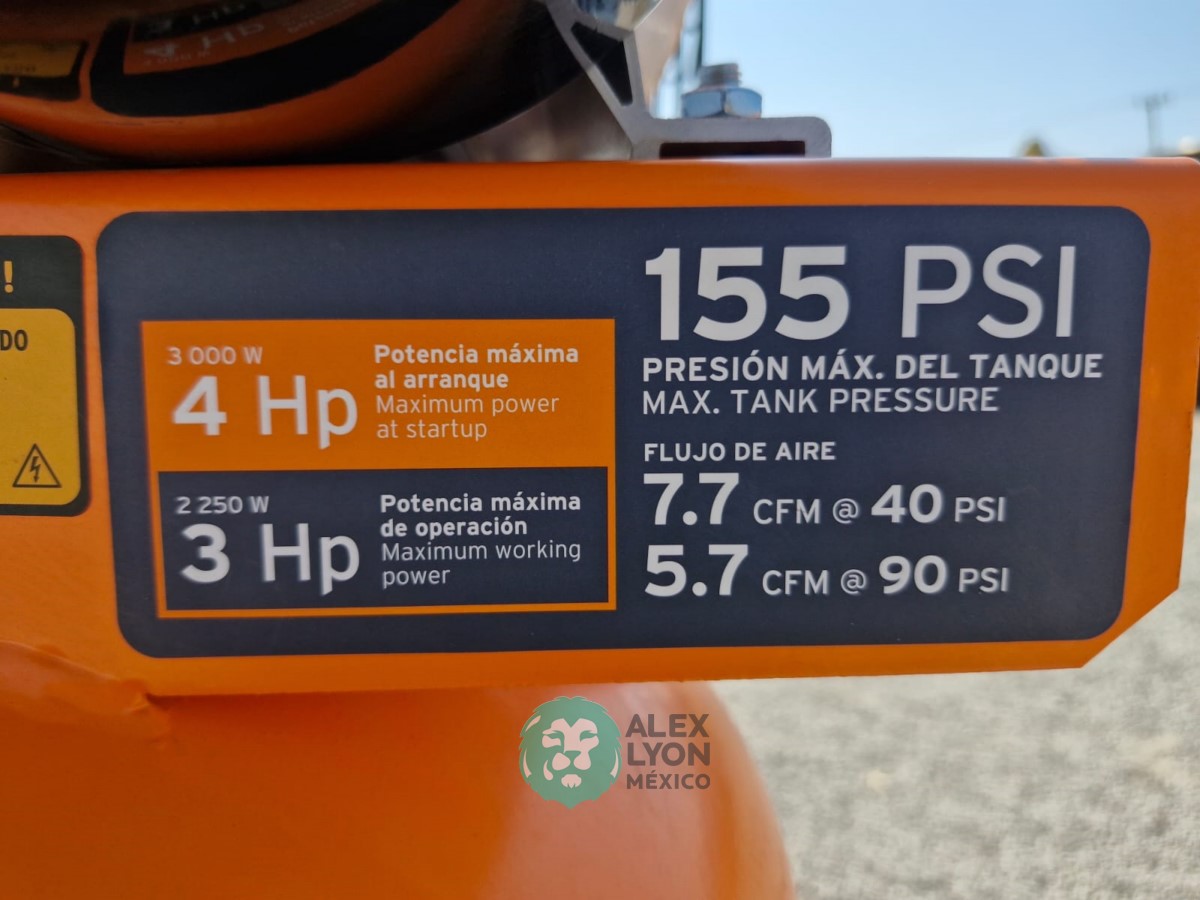 !
DO
3 000 W
4 Hp
Potencia máxima
al arranque
Maximum power
at startup
2 250 W
3 Hp
Potencia máxima
de operación
Maximum working
power
155 PSI
PRESIÓN MÁX. DEL TANQUE
MAX. TANK PRESSURE
FLUJO DE AIRE
7.7 CFM @ 40 PSI
5.7 CFM @ 90 PSI
ALEX
LYON
MÉXICO